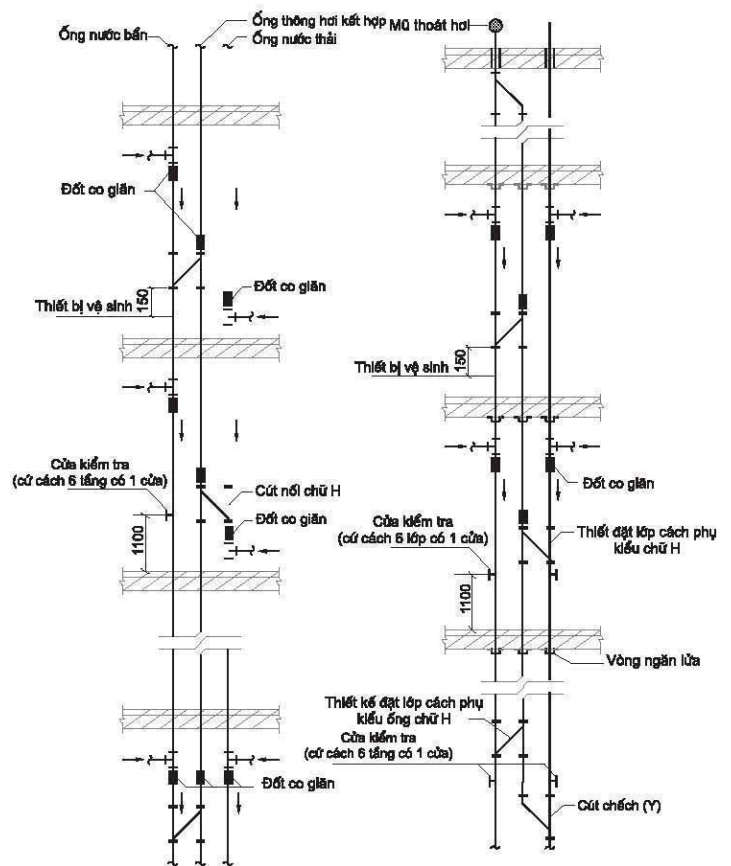 Ống thông hơi kết hợp
Ống nước bẩn
Ống nước thải
Đốt co giãn
Đốt co giãn
Thiết bị vệ sinh
150
Cửa kiểm tra
(cứ cách 6 tầng có 1 cửa)
Cút nối chữ H
Đốt co giãn
1100
Đốt co giãn
Mũ thoát hơi
Thiết bị vệ sinh
150
Đốt co giãn
Cửa kiểm tra
(cứ cách 6 lớp có 1 cửa)
Thiết đặt lớp cách phụ
kiểu chữ H
1100
Vòng ngăn lửa
Thiết kế đặt lớp cách phụ
kiểu ống chữ H
Cửa kiểm tra
(cứ cách 6 tầng có 1 cửa)
Cút chếch (Y)